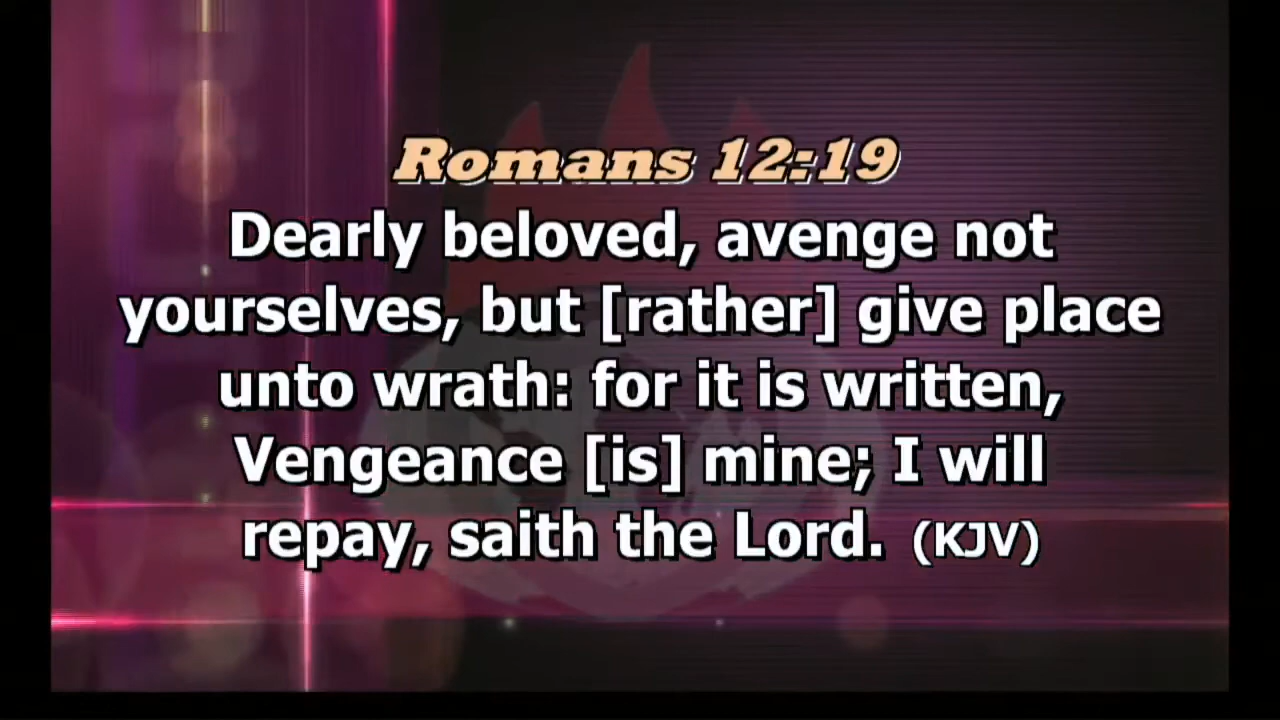 Romans 12:19
Dearly beloved, avenge not
yourselves, but [rather] give place
unto wrath: for it is written,
Vengeance [is] mine; I will
repay, saith the Lord. (KJV)